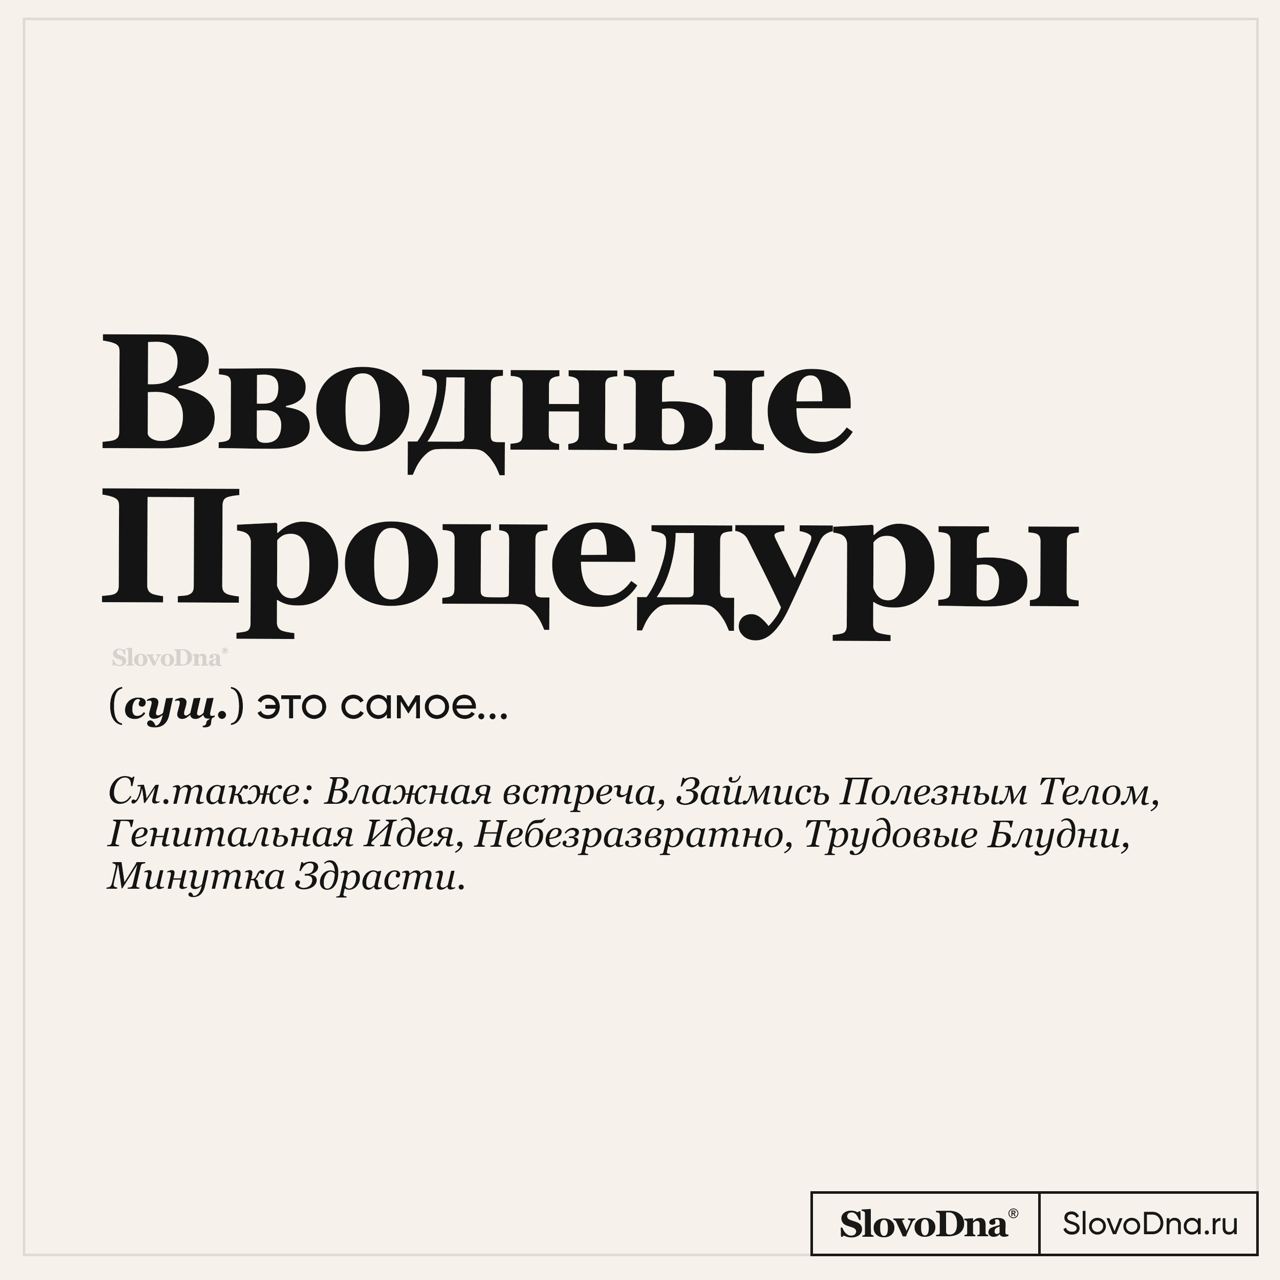 Вводные
Процедуры
SlovoDna®
(сущ.) это самое...
См.также: Влажная встреча, Займись Полезным Телом,
Генитальная Идея, Небезразвратно, Трудовые Блудни,
Минутка Здрасти.
SlovoDna® SlovoDna.ru